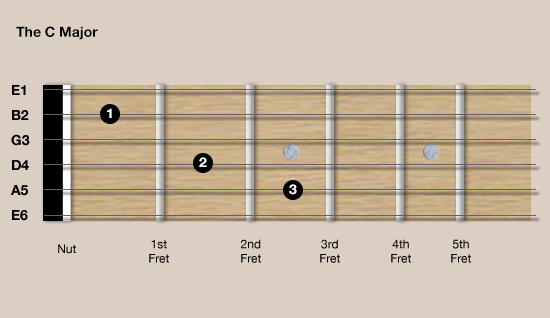 The C Major
E1
B2
1
G3
D4
2
A5
3
E6
Nut
1st
Fret
2nd
Fret
3rd
Fret
4th
Fret
5th
Fret